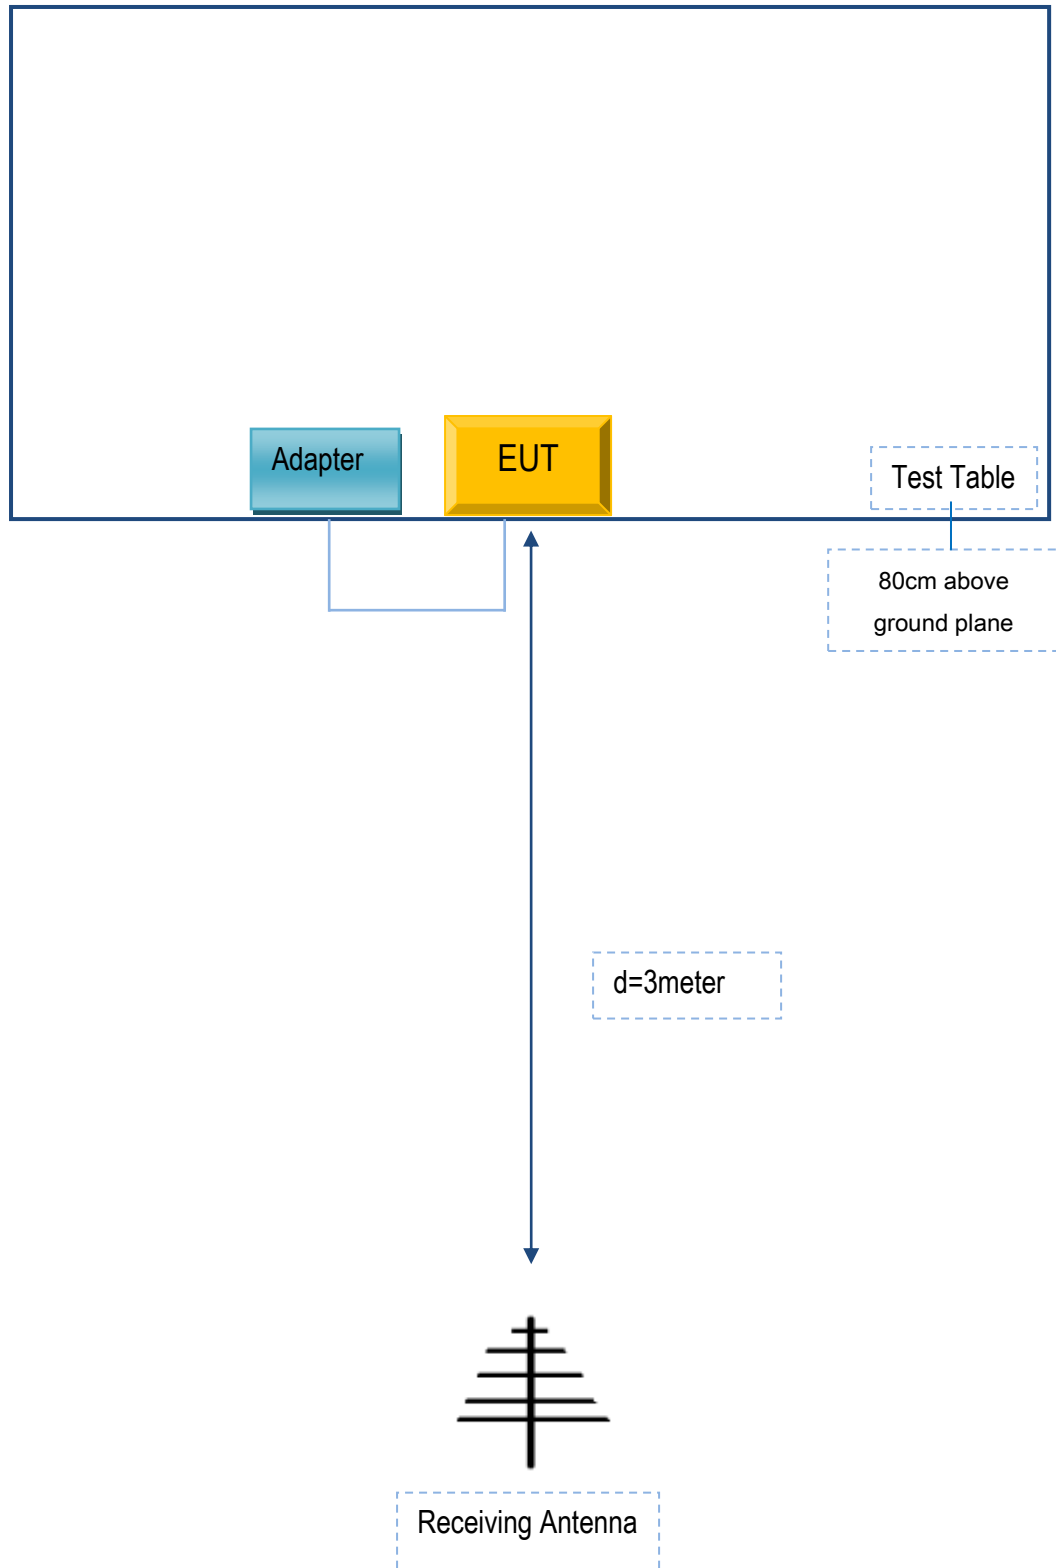 Adapter
EUT
Test Table
80cm above
ground plane
d=3meter
Receiving Antenna